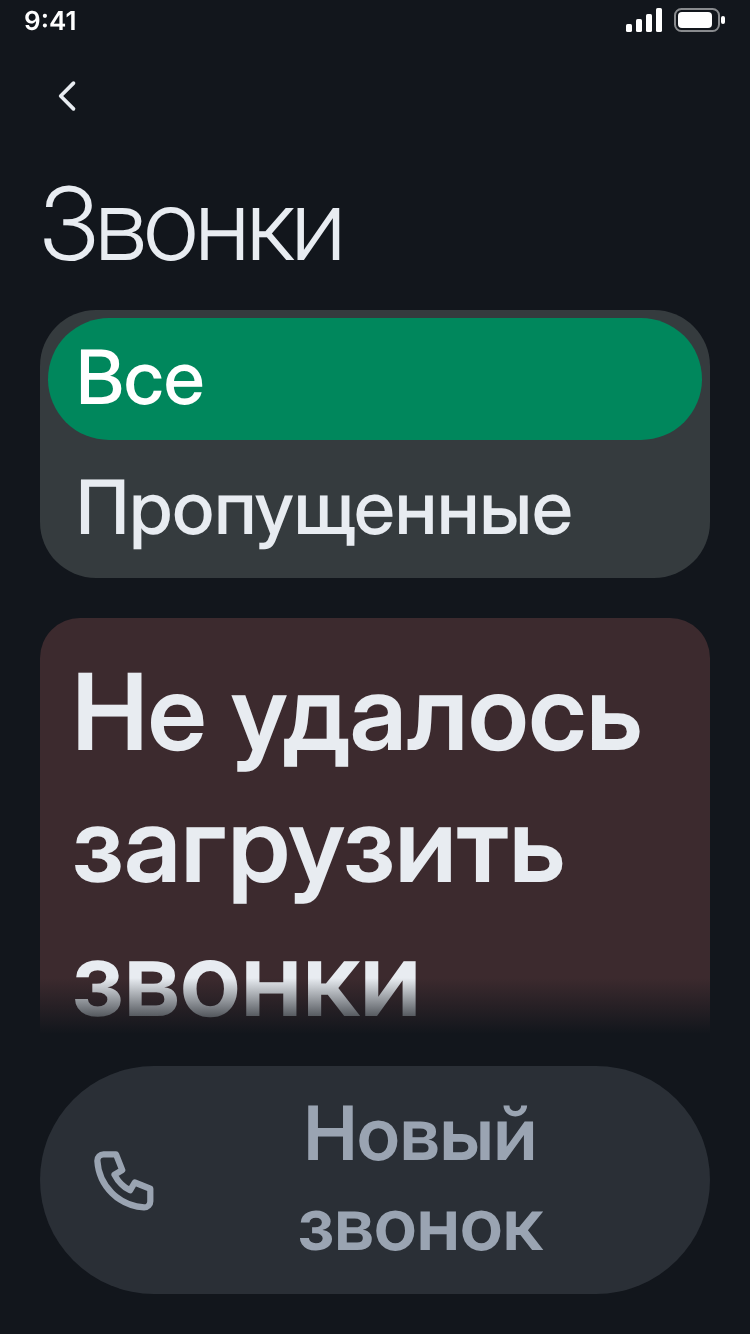 9:41
Звонки
Все
Пропущенные
Не удалось
загрузить
звонки
Новый
звонок